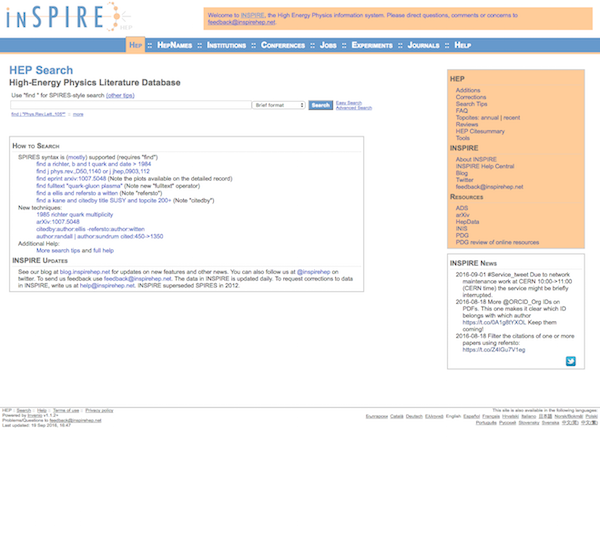 inSPIRE HEP
Welcome to INSPIRE, the High Energy Physics information system. Please direct questions, comments or concerns to
feedback@inspirehep.net.
HEP :: HEPNAMES :: INSTITUTIONS :: CONFERENCES :: JOBS :: EXPERIMENTS :: JOURNALS :: HELP
HEP Search
High-Energy Physics Literature Database
Use "find " for SPIRES-style search (other tips)
Brief format
Search
Easy Search
Advanced Search
find j "Phys.Rev.Lett.,105*" :: more
HOW TO SEARCH
SPIRES syntax is (mostly) supported (requires "find")
find a richter, b and t quark and date > 1984
find j phys.rev.,D50,1140 or j jhep,0903,112
find eprint arxiv:1007.5048 (Note the plots available on the detailed record)
find fulltext "quark-gluon plasma" (Note new "fulltext" operator)
find a ellis and refersto a witten (Note "refersto")
find a kane and citedby title SUSY and topcite 200+ (Note "citedby")
New techniques:
1985 richter quark multiplicity
arXiv:1007.5048
citedby:author:ellis -refersto:author:witten
author:randall | author:sundrum cited:450->1350
Additional Help:
More search tips and full help
INSPIRE UPDATES
See our blog at blog.inspirehep.net for updates on new features and other news. You can also follow us at @inspirehep on
twitter. To send us feedback use feedback@inspirehep.net. The data in INSPIRE is updated daily. To request corrections to data
in INSPIRE, write us at help@inspirehep.net. INSPIRE superseded SPIRES in 2012.
HEP
Additions
Corrections
Search Tips
FAQ
Topcites: annual | recent
Reviews
HEP Citesummary
Tools
INSPIRE
About INSPIRE
INSPIRE Help Central
Blog
Twitter
feedback@inspirehep.net
RESOURCES
ADS
arXiv
HepData
INIS
PDG
PDG review of online resources
INSPIRE NEWS
2016-09-01 #Service_tweet Due to network
maintenance work at CERN 10:00->11:00
(CERN time) the service might be briefly
interrupted.
2016-08-18 More @ORCID_Org IDs on
PDFs. This one makes it clear which ID
belongs with which author
https://t.co/0A1g8tYXOL Keep them
coming!
2016-08-18 Filter the citations of one or more
papers using refersto:
https://t.co/Z4IGu7V1eg
HEP :: Search :: Help :: Terms of use :: Privacy policy
Powered by Invenio v1.1.2+
Problems/Questions to feedback@inspirehep.net
Last updated: 19 Sep 2016, 16:47
This site is also available in the following languages:
Български Català Deutsch Ελληνικά English Español Français Hrvatski Italiano 日本語 Norsk/Bokmål Polski
Português Русский Slovensky Svenska 中文(简) 中文(繁)